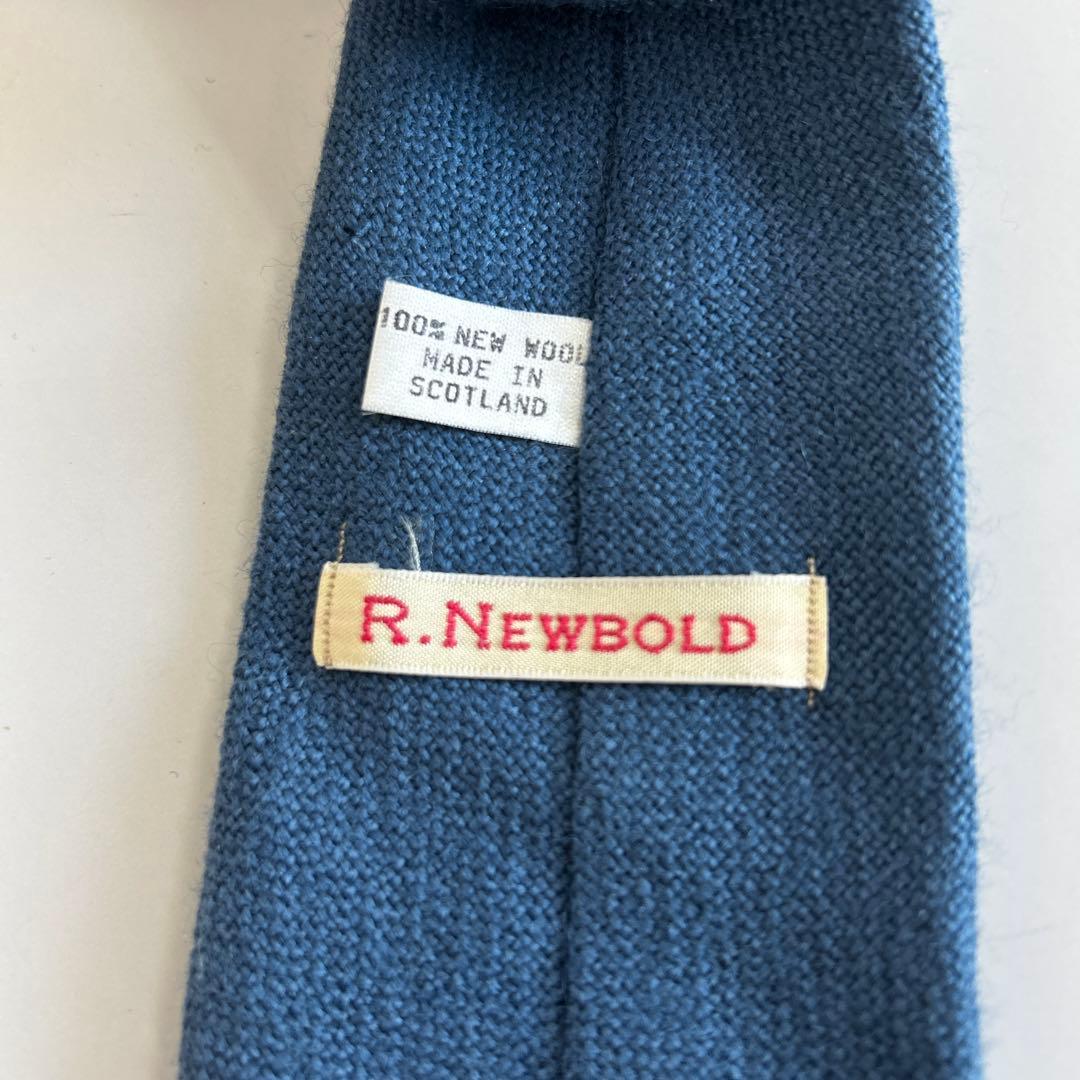 100% NEW WOOL
MADE IN
SCOTLAND
R. NEWBOLD